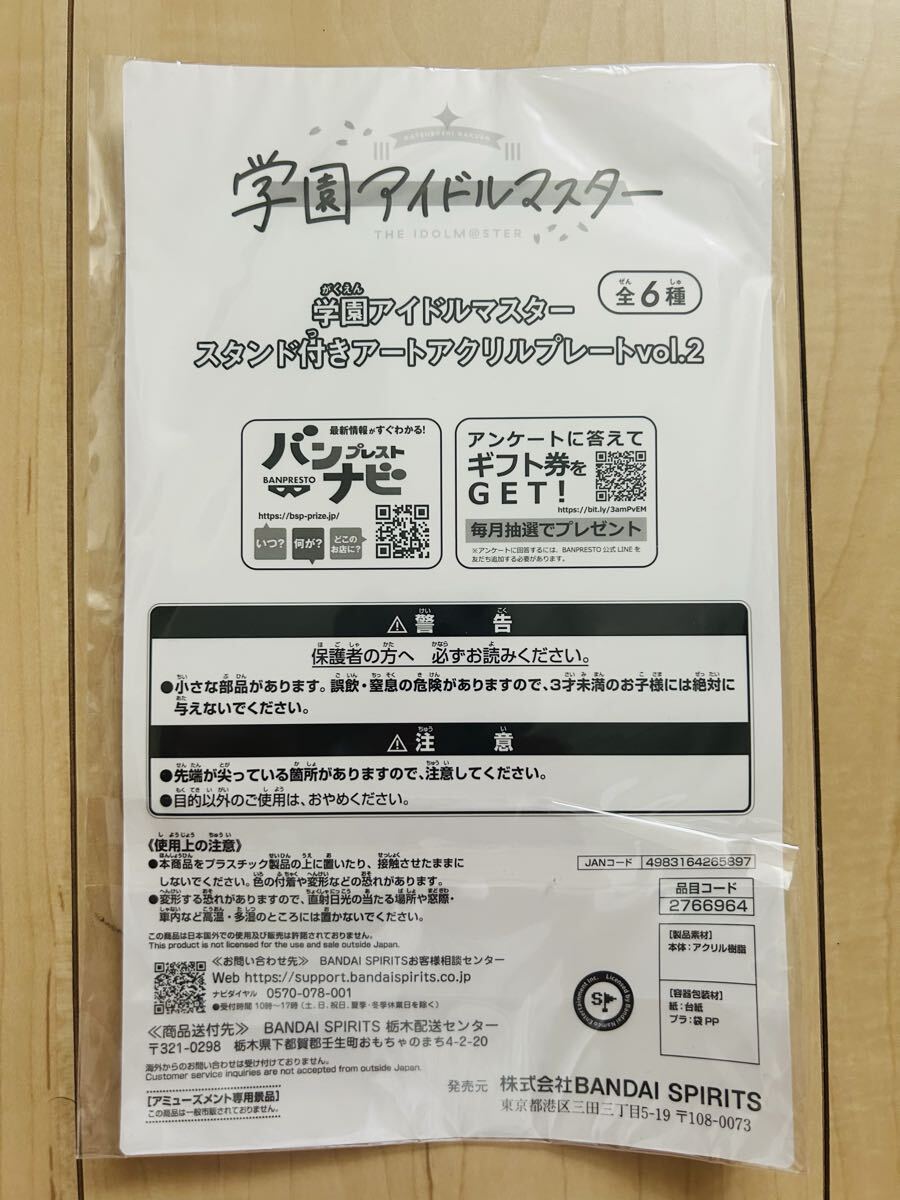 HATSUBOSHI GAKUEN
学園アイドルマスター
THE IDOLM@STER
全6種
学園アイドルマスター
スタンド付きアートアクリルプレートvol.2
最新情報がすぐわかる!
バンプレストナビ
BANPRESTO
https://bsp-prize.jp/
いつ? 何が? どこのお店に?
アンケートに答えて
ギフト券を
GET!
https://bit.ly/3amPvEM
毎月抽選でプレゼント
※アンケートに回答するには、BANPRESTO公式LINEを
友だち追加する必要があります。
⚠警告
保護者の方へ 必ずお読みください。
●小さな部品があります。誤飲・窒息の危険がありますので、3才未満のお子様には絶対に
与えないでください。
⚠注意
●先端が尖っている箇所がありますので、注意してください。
●目的以外のご使用は、おやめください。
《使用上の注意》
●本商品をプラスチック製品の上に置いたり、接触させたままに
しないでください。色の付着や変形などの恐れがあります。
●変形する恐れがありますので、直射日光の当たる場所や窓際・
車内など高温・多湿のところには置かないでください。
JANコード 4983164265897
品目コード
2766964
この商品は日本国外での使用及び販売は許諾されておりません。
This product is not licensed for the use and sale outside Japan.
≪お問い合わせ先≫ BANDAI SPIRITSお客様相談センター
Web https://support.bandaispirits.co.jp
ナビダイヤル 0570-078-001
●受付時間 10時〜17時(土、日、祝日、夏季・冬季休業日を除く)
[製品素材]
本体:アクリル樹脂
[容器包装材]
紙:台紙
プラ:袋PP
Licensed by Bandai Namco Entertainment Inc.
≪商品送付先≫ BANDAI SPIRITS 栃木配送センター
〒321-0298 栃木県下都賀郡壬生町おもちゃのまち4-2-20
海外からのお問い合わせは受け付けておりません。
Customer service inquiries are not accepted from outside Japan.
[アミューズメント専用景品]
この商品は一般市販されておりません。
発売元 株式会社BANDAI SPIRITS
東京都港区三田三丁目5-19 〒108-0073